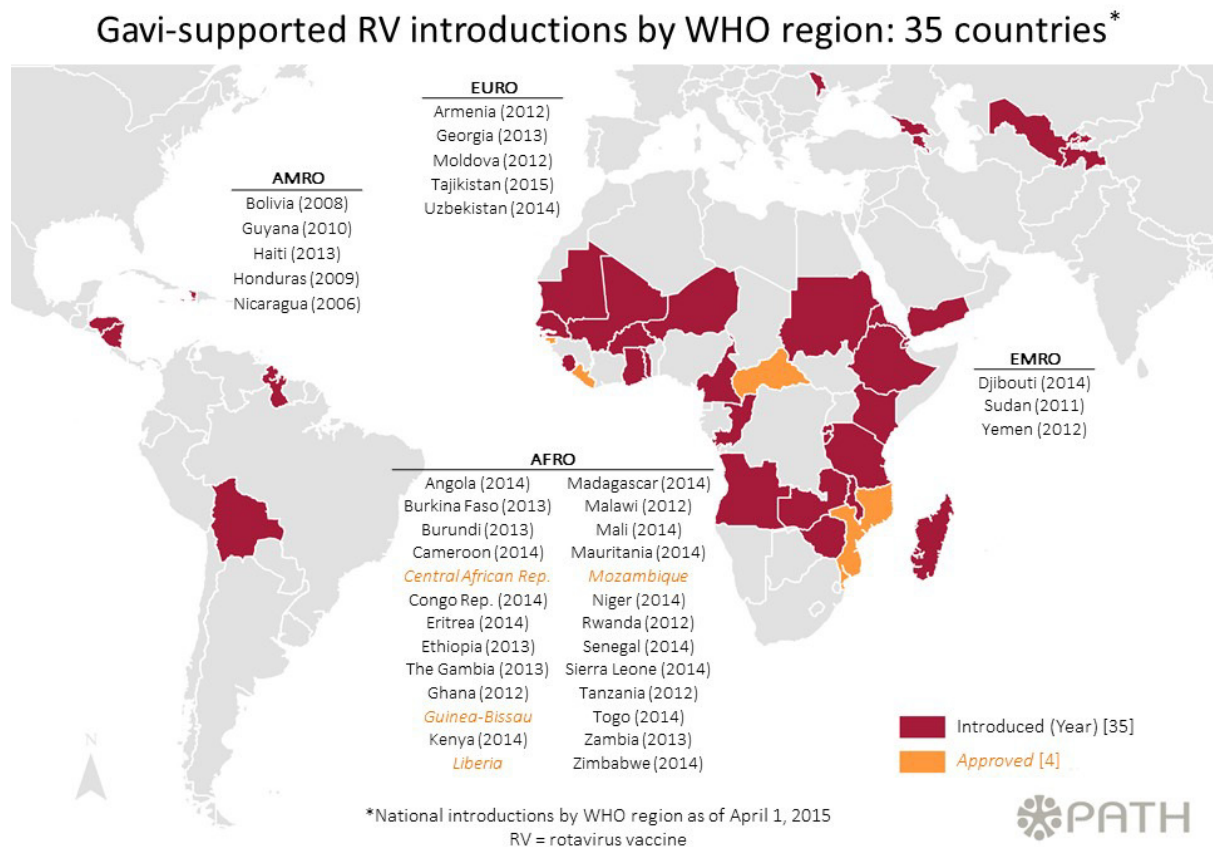 Gavi-supported RV introductions by WHO region: 35 countries*
EURO
Armenia (2012)
Georgia (2013)
Moldova (2012)
Tajikistan (2015)
Uzbekistan (2014)
AMRO
Bolivia (2008)
Guyana (2010)
Haiti (2013)
Honduras (2009)
Nicaragua (2006)
EMRO
Djibouti (2014)
Sudan (2011)
Yemen (2012)
AFRO
Angola (2014)
Burkina Faso (2013)
Burundi (2013)
Cameroon (2014)
Central African Rep.
Congo Rep. (2014)
Eritrea (2014)
Ethiopia (2013)
The Gambia (2013)
Ghana (2012)
Guinea-Bissau
Kenya (2014)
Liberia
Madagascar (2014)
Malawi (2012)
Mali (2014)
Mauritania (2014)
Mozambique
Niger (2014)
Rwanda (2012)
Senegal (2014)
Sierra Leone (2014)
Tanzania (2012)
Togo (2014)
Zambia (2013)
Zimbabwe (2014)
Introduced (Year) [35]
Approved [4]
N
*National introductions by WHO region as of April 1, 2015
RV = rotavirus vaccine
PATH